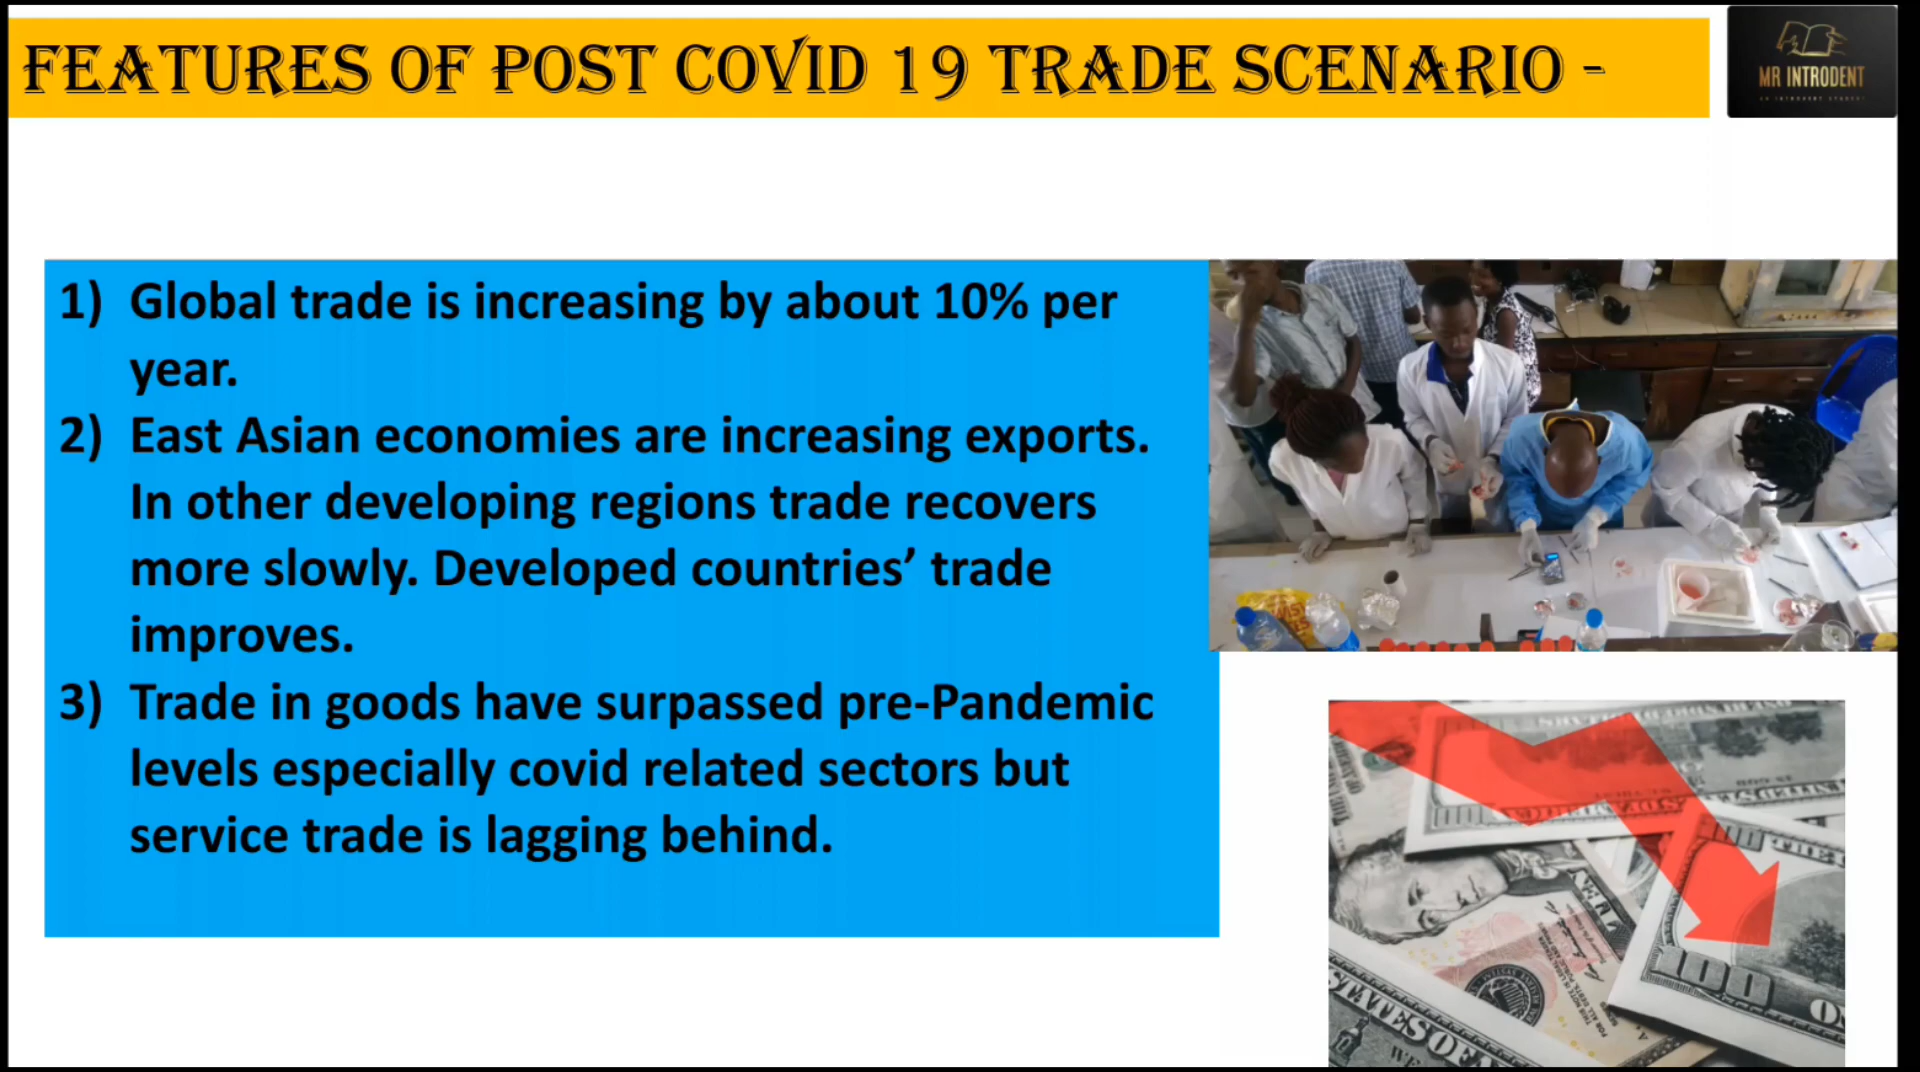 FEATURES OF POST COVID 19 TRADE SCENARIO -
MR INTRODENT
1) Global trade is increasing by about 10% per
year.
2) East Asian economies are increasing exports.
In other developing regions trade recovers
more slowly. Developed countries’ trade
improves.
3) Trade in goods have surpassed pre-Pandemic
levels especially covid related sectors but
service trade is lagging behind.
100
STATES OF